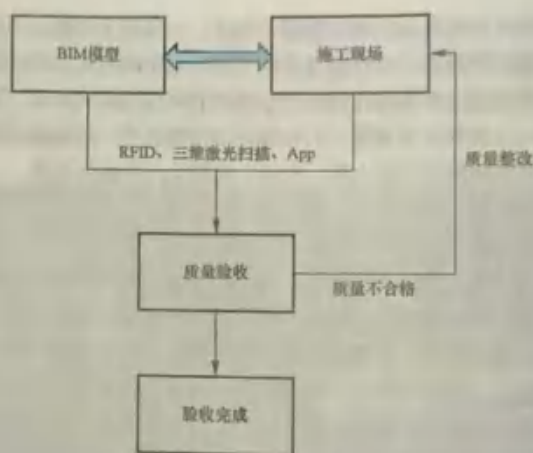 BIM模型
施工现场
RFID、三维激光扫描、App
质量整改
质量验收
质量不合格
验收完成